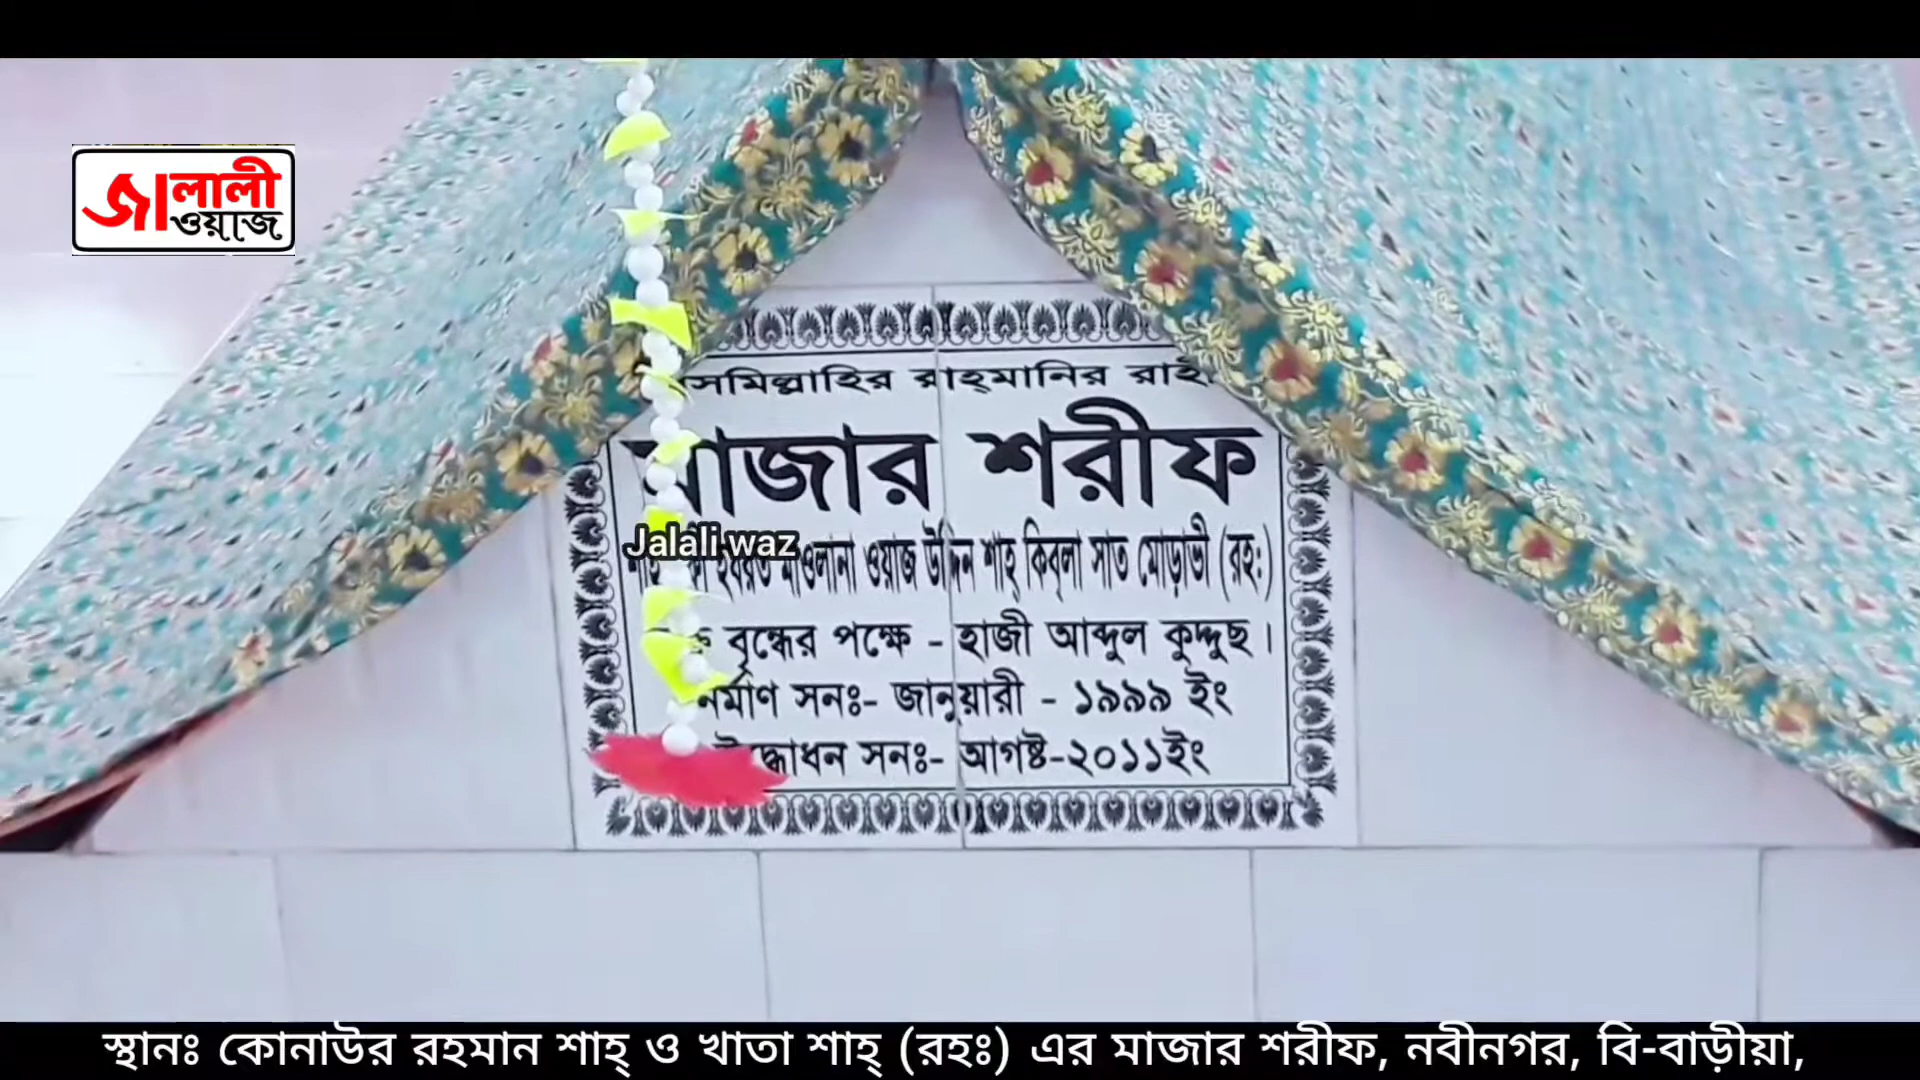 জালালী
ওয়াজ
রাহ্মানির
মাজার শরীফ
Jalali waz
হযরত মাওলানা ওয়াজ উদ্দিন শাহ্ কিব্লা সাত মোড়াভী (রহ:)
বৃন্ধের পক্ষে - হাজী আব্দুল কুদ্দুছ।
নির্মাণ সনঃ- জানুয়ারী - ১৯৯৯ ইং
উদ্ধোধন সনঃ- আগষ্ট-২০১১ইং
স্থানঃ কোনাউর রহমান শাহ্ ও খাতা শাহ্ (রহঃ) এর মাজার শরীফ, নবীনগর, বি-বাড়ীয়া,